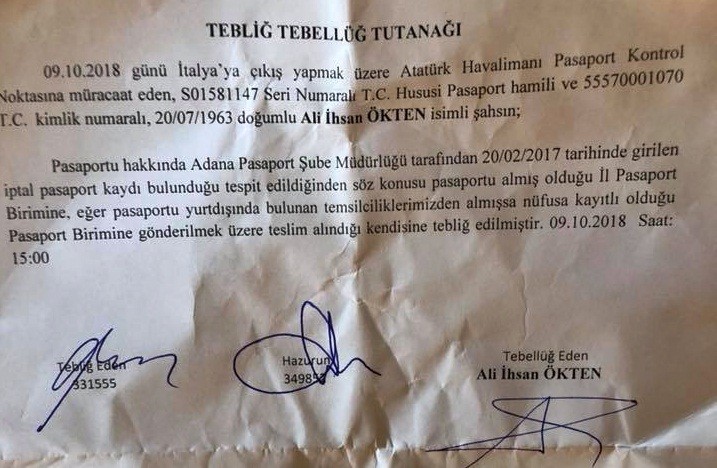 TEBLİĞ TEBELLÜĞ TUTANAĞI
09.10.2018 günü İtalya'ya çıkış yapmak üzere Atatürk Havalimanı Pasaport Kontrol
Noktasına müracaat eden, S01581147 Seri Numaralı T.C. Hususi Pasaport hamili ve 55570001070
T.C. kimlik numaralı, 20/07/1963 doğumlu Ali İhsan ÖKTEN isimli şahsın;
Pasaportu hakkında Adana Pasaport Şube Müdürlüğü tarafından 20/02/2017 tarihinde girilen
iptal pasaport kaydı bulunduğu tespit edildiğinden söz konusu pasaportu almış olduğu İl Pasaport
Birimine, eğer pasaportu yurtdışında bulunan temsilciliklerimizden almışsa nüfusa kayıtlı olduğu
Pasaport Birimine gönderilmek üzere teslim alındığı kendisine tebliğ edilmiştir. 09.10.2018 Saat:
15:00
Tebliğ Eden
331555
Hazurun
Tebellüğ Eden
Ali İhsan ÖKTEN